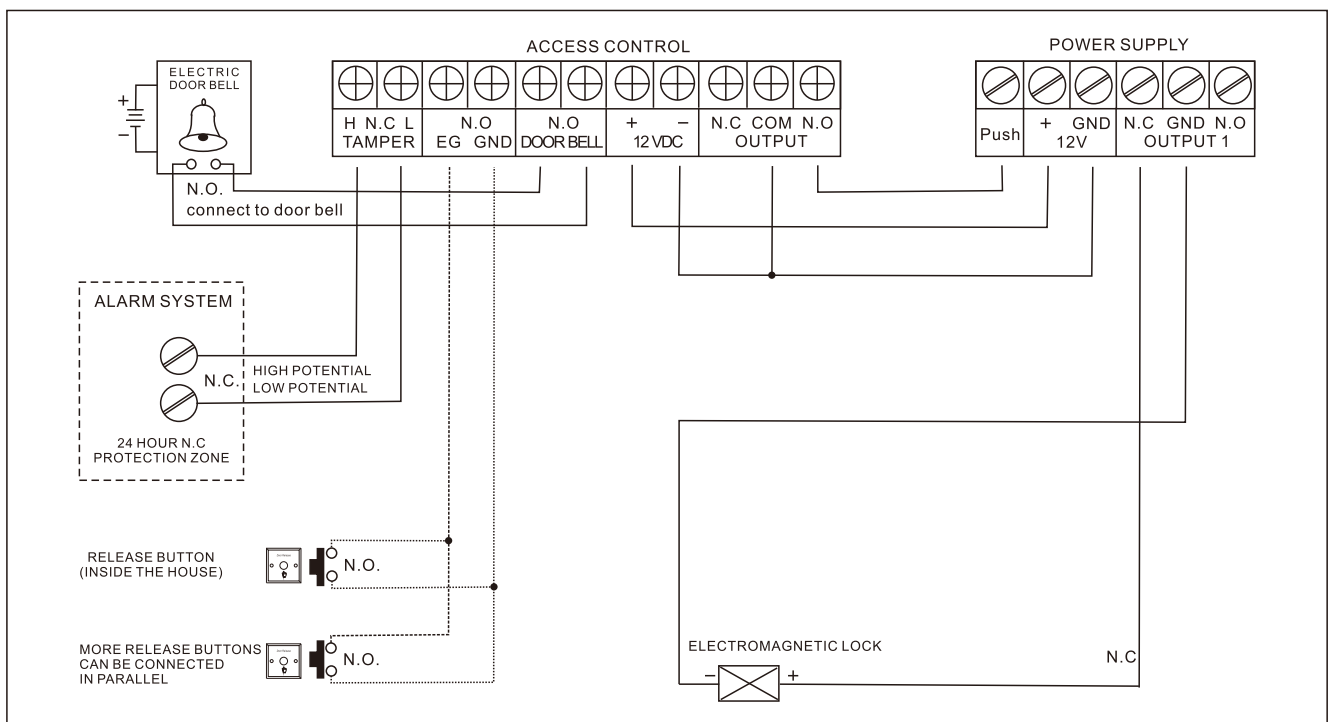 ACCESS CONTROL
POWER SUPPLY
ELECTRIC
DOOR BELL
+
−
H N.C L
TAMPER
N.O
EG GND
N.O
DOOR BELL
+ −
12 VDC
N.C COM N.O
OUTPUT
Push
+ GND
12V
N.C GND N.O
OUTPUT 1
N.O.
connect to door bell
ALARM SYSTEM
N.C.
HIGH POTENTIAL
LOW POTENTIAL
24 HOUR N.C
PROTECTION ZONE
RELEASE BUTTON
(INSIDE THE HOUSE)
N.O.
MORE RELEASE BUTTONS
CAN BE CONNECTED
IN PARALLEL
N.O.
ELECTROMAGNETIC LOCK
− +
N.C